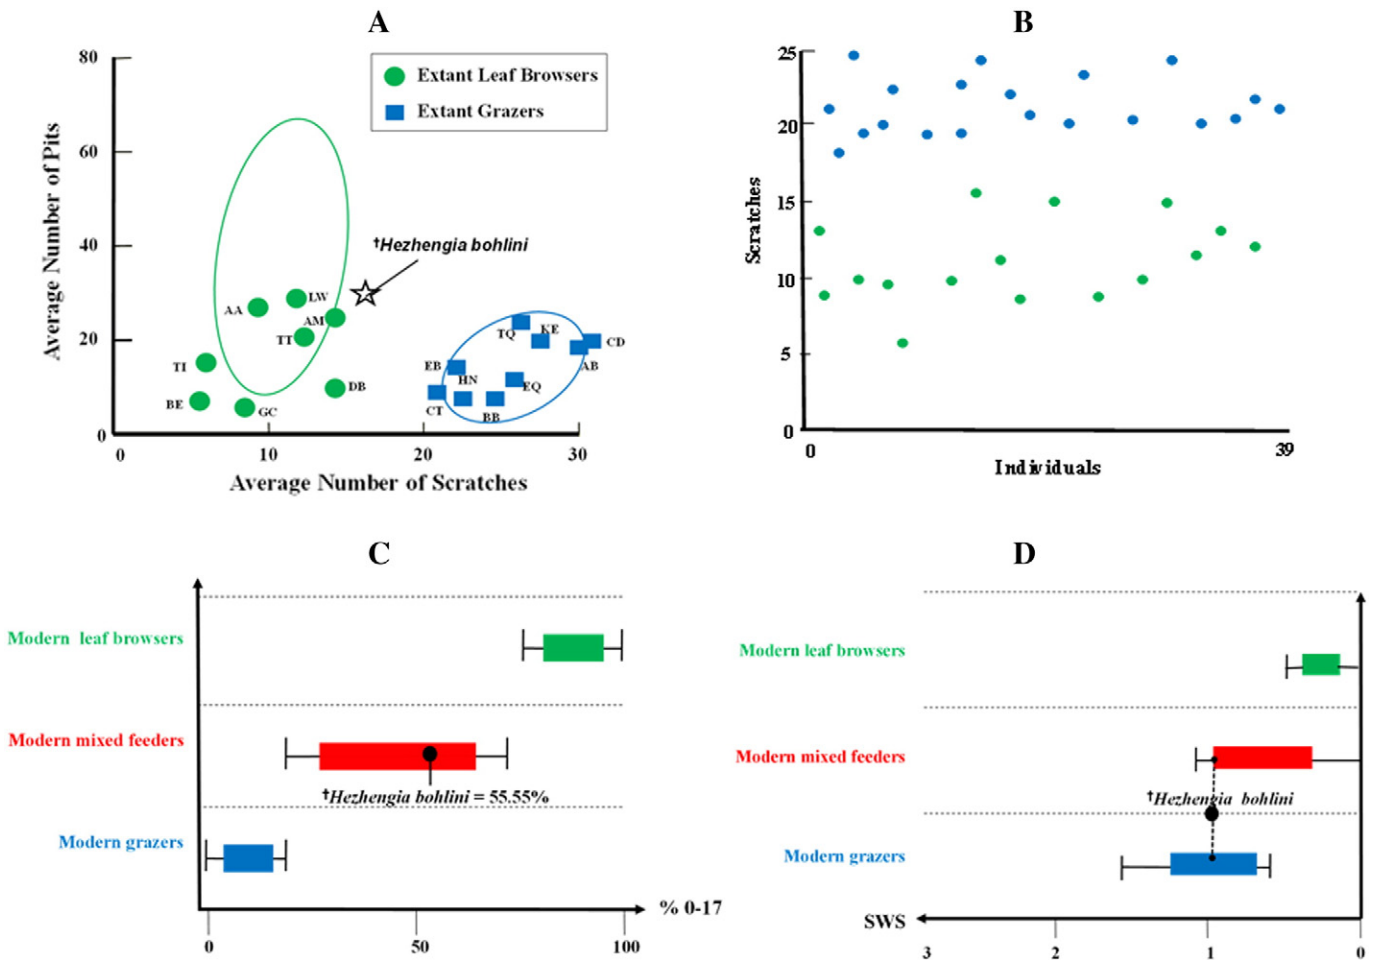 A
80
60
40
20
0
Average Number of Pits
Extant Leaf Browsers
Extant Grazers
†Hezhengia bohlini
AA
LW
AM
TT
TI
BE
GC
DB
TQ
KE
CD
AB
EB
HN
EQ
CT
BB
0 10 20 30
Average Number of Scratches
B
25
20
15
10
5
0
Scratches
0 39
Individuals
C
Modern leaf browsers
Modern mixed feeders
†Hezhengia bohlini = 55.55%
Modern grazers
% 0-17
0 50 100
D
Modern leaf browsers
Modern mixed feeders
†Hezhengia bohlini
Modern grazers
SWS
3 2 1 0